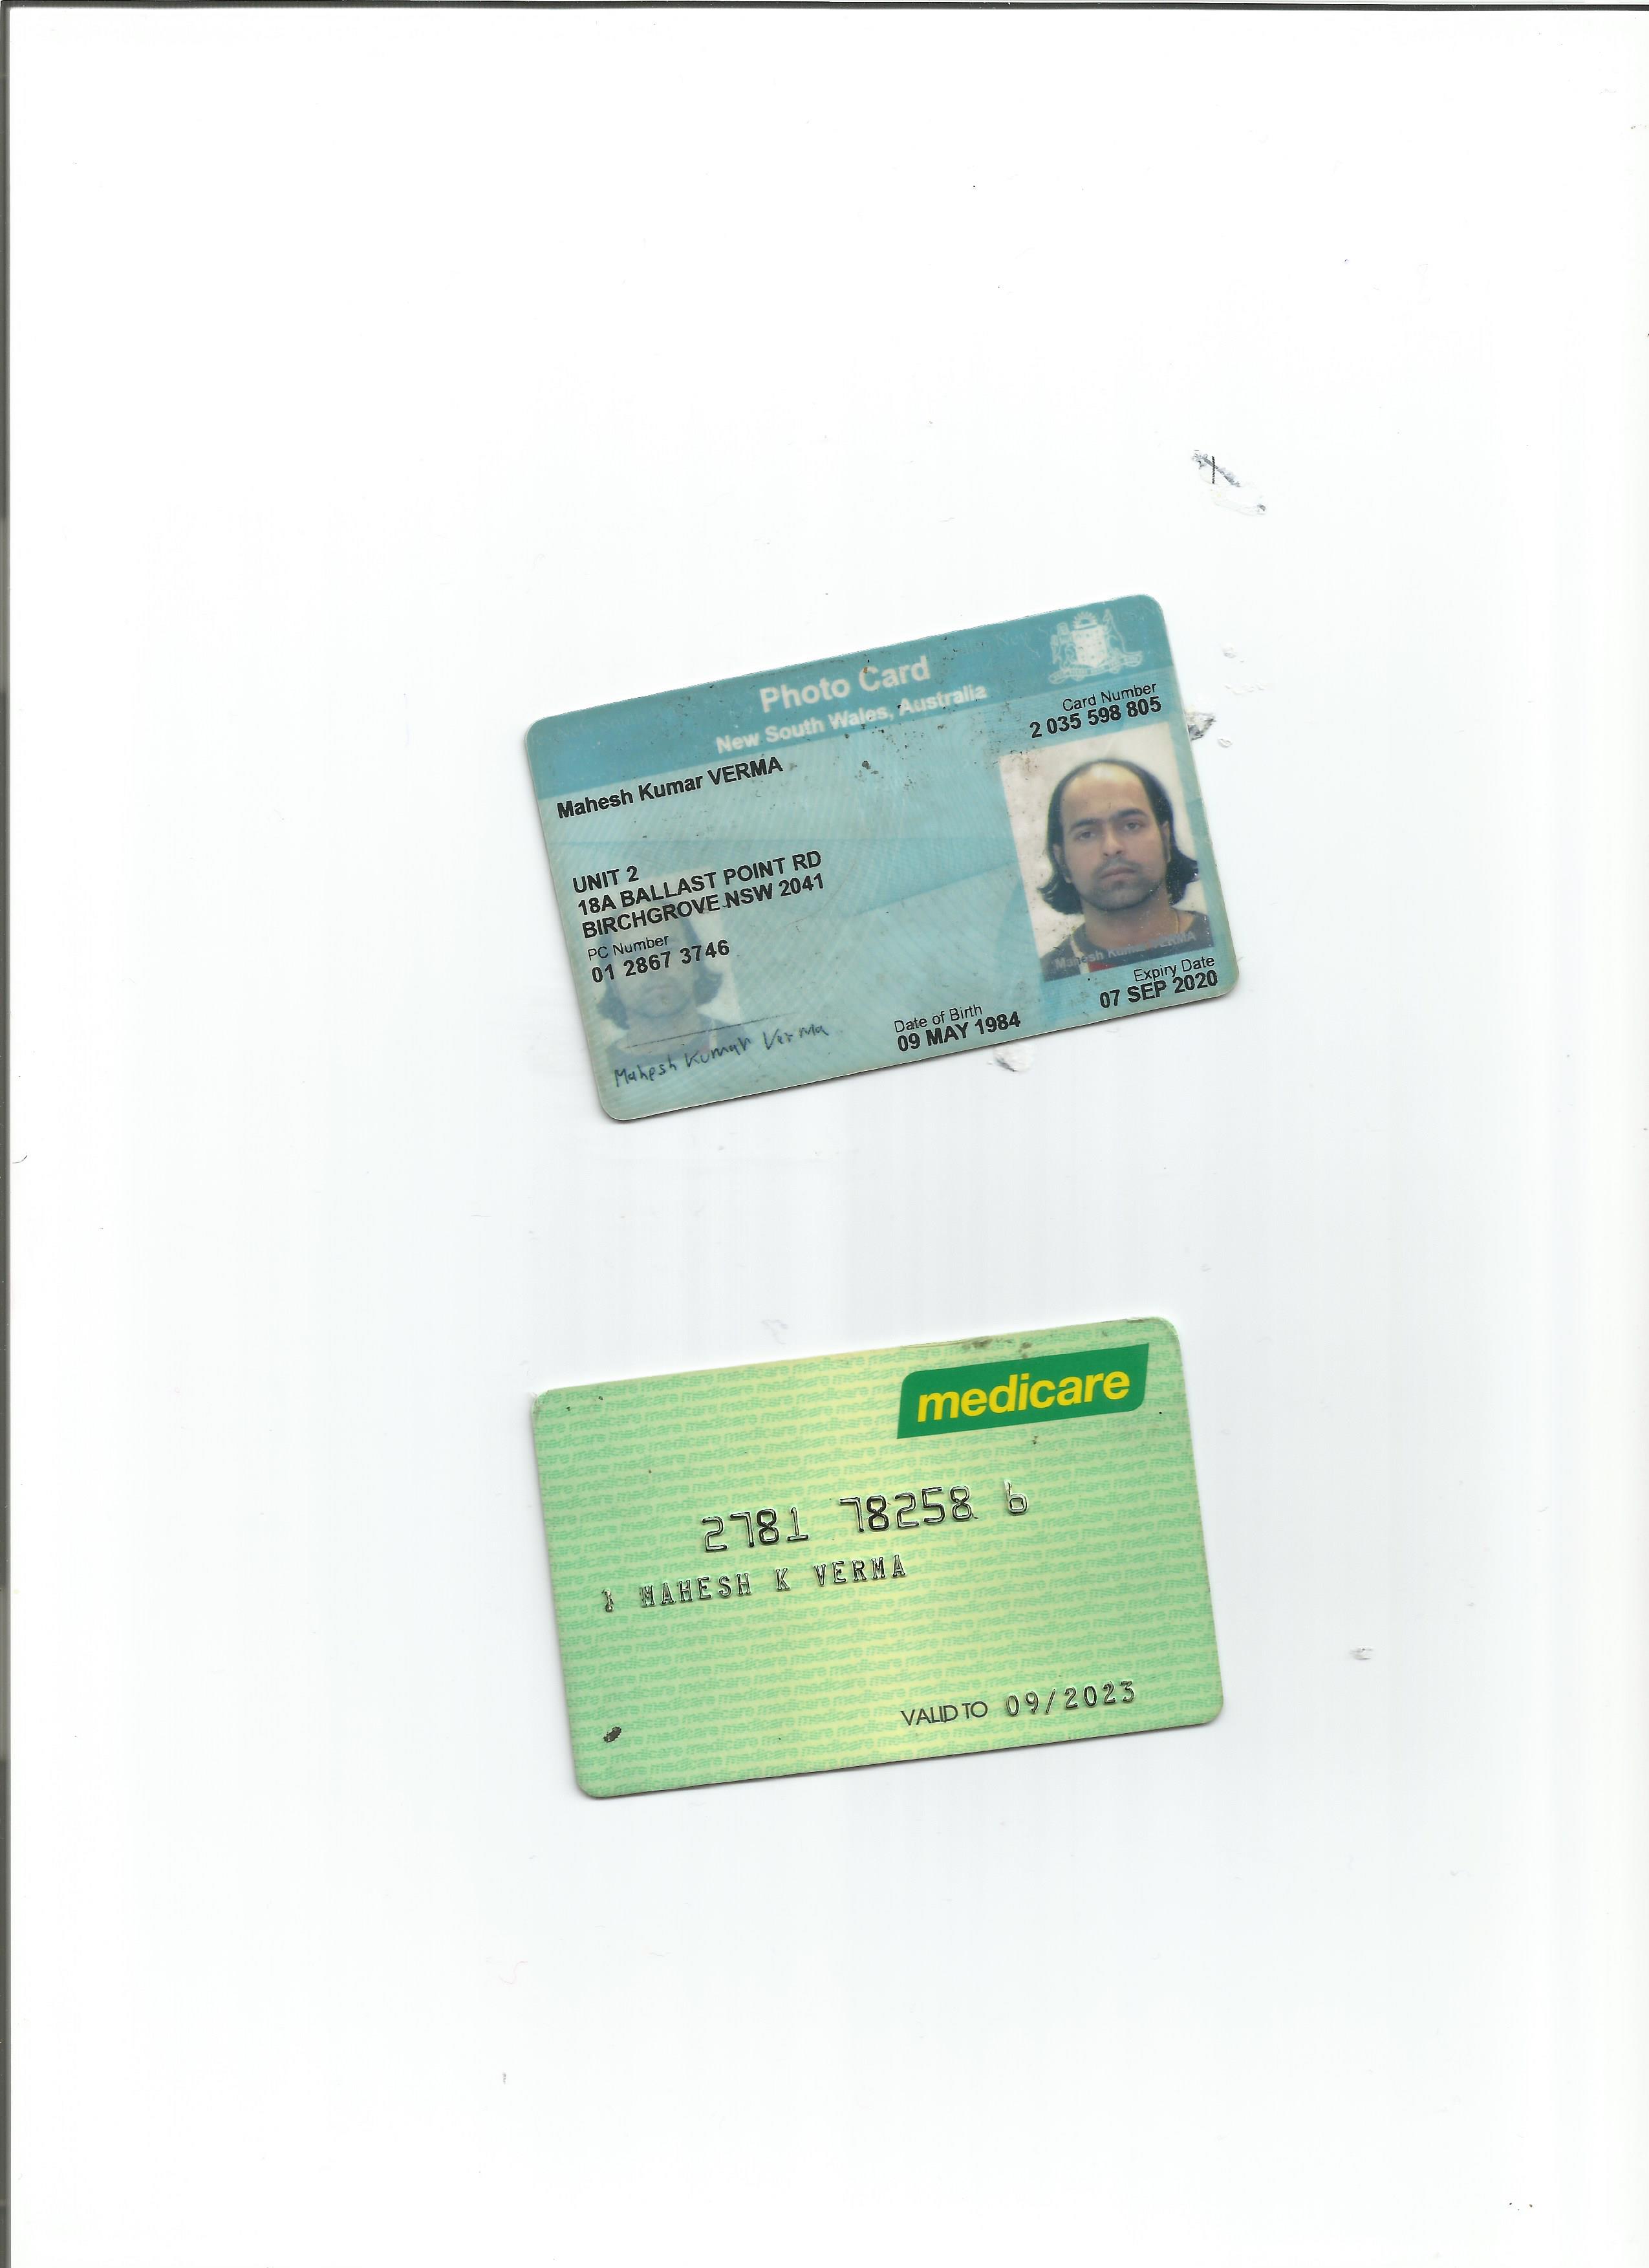 Photo Card
New South Wales, Australia
Card Number
2 035 598 805
Mahesh Kumar VERMA
UNIT 2
18A BALLAST POINT RD
BIRCHGROVE NSW 2041
PC Number
01 2867 3746
Mahesh Kumar VERMA
Expiry Date
07 SEP 2020
Date of Birth
09 MAY 1984
Mahesh Kumar Verma
medicare
2781 78258 6
1 MAHESH K VERMA
VALID TO 09/2023